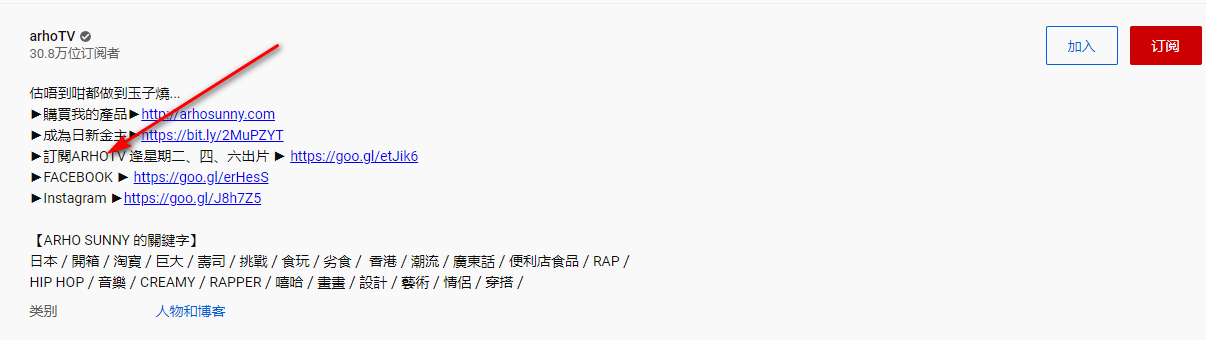 arhoTV
30.8万位订阅者
加入
订阅
估唔到咁都做到玉子燒...
►購買我的產品►http://arhosunny.com
►成為日新金主►https://bit.ly/2MuPZYT
►訂閱ARHOTV 逢星期二、四、六出片 ► https://goo.gl/etJik6
►FACEBOOK ► https://goo.gl/erHesS
►Instagram ►https://goo.gl/J8h7Z5
【ARHO SUNNY 的關鍵字】
日本 / 開箱 / 淘寶 / 巨大 / 壽司 / 挑戰 / 食玩 / 劣食 / 香港 / 潮流 / 廣東話 / 便利店食品 / RAP /
HIP HOP / 音樂 / CREAMY / RAPPER / 嘻哈 / 畫畫 / 設計 / 藝術 / 情侶 / 穿搭 /
类别
人物和博客